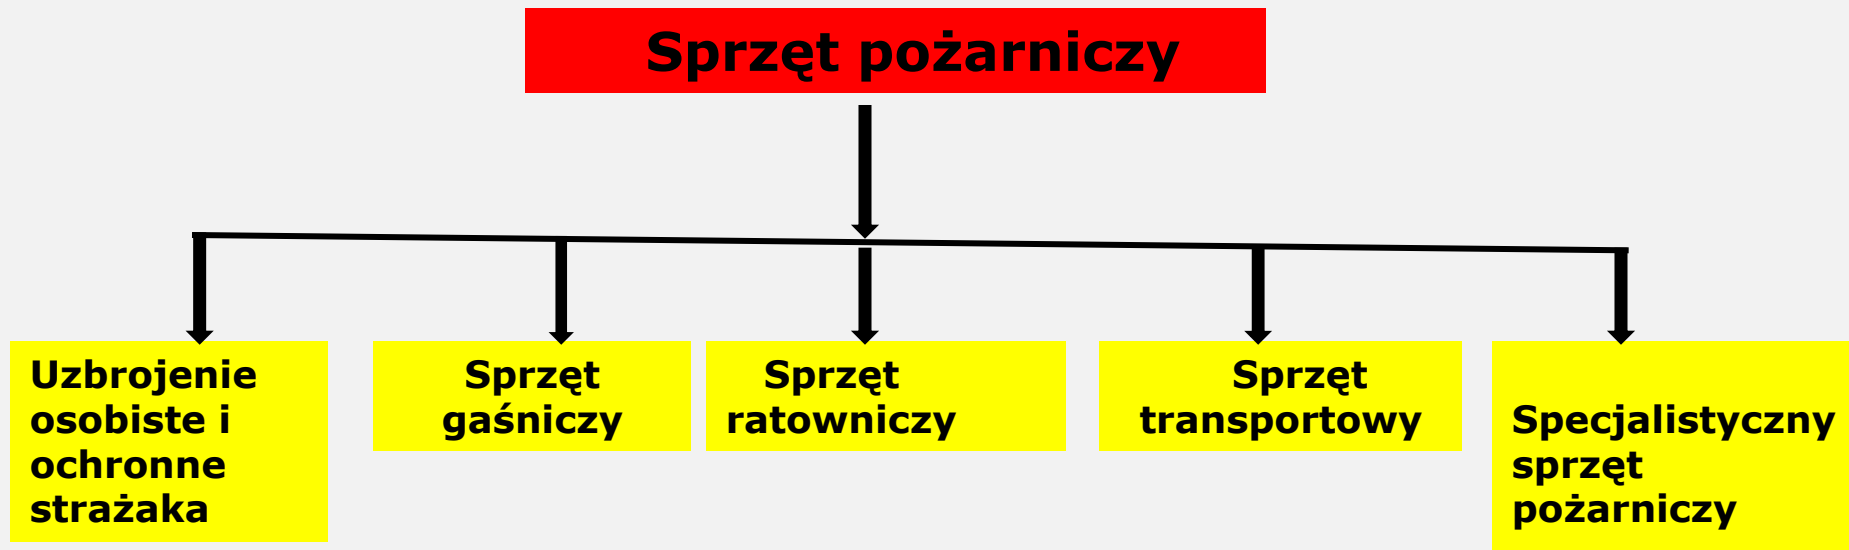 Sprzęt pożarniczy
Uzbrojenie
osobiste i
ochronne
strażaka
Sprzęt
gaśniczy
Sprzęt
ratowniczy
Sprzęt
transportowy
Specjalistyczny
sprzęt
pożarniczy